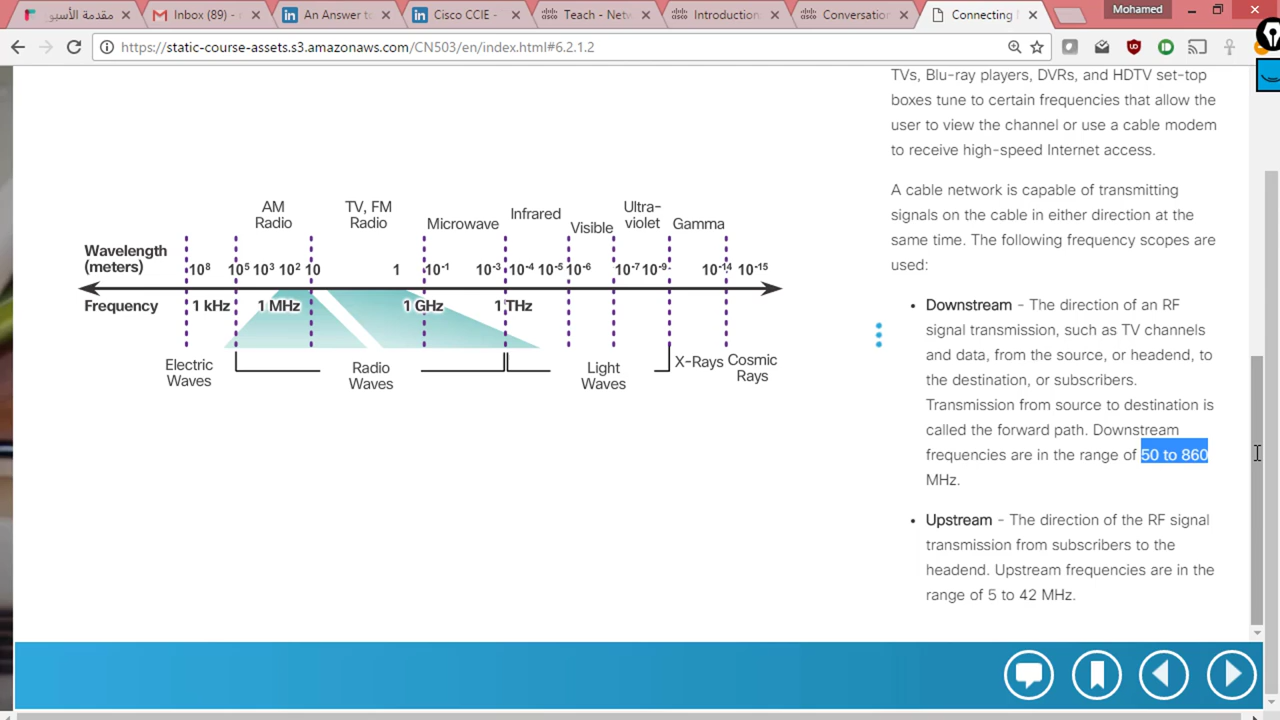 مقدمة الأسبو
Inbox (89) -
An Answer to
Cisco CCIE -
Teach - Netw
Introduction
Conversation
Connecting
Mohamed
https://static-course-assets.s3.amazonaws.com/CN503/en/index.html#6.2.1.2
TVs, Blu-ray players, DVRs, and HDTV set-top
boxes tune to certain frequencies that allow the
user to view the channel or use a cable modem
to receive high-speed Internet access.
A cable network is capable of transmitting
signals on the cable in either direction at the
same time. The following frequency scopes are
used:
• Downstream - The direction of an RF
signal transmission, such as TV channels
and data, from the source, or headend, to
the destination, or subscribers.
Transmission from source to destination is
called the forward path. Downstream
frequencies are in the range of 50 to 860
MHz.
• Upstream - The direction of the RF signal
transmission from subscribers to the
headend. Upstream frequencies are in the
range of 5 to 42 MHz.
AM
Radio
TV, FM
Radio
Microwave
Infrared
Visible
Ultra-
violet
Gamma
Wavelength
(meters)
10⁸ 10⁵ 10³ 10² 10 1 10⁻¹ 10⁻³ 10⁻⁴ 10⁻⁵ 10⁻⁶ 10⁻⁷ 10⁻⁹ 10⁻¹⁴ 10⁻¹⁵
Frequency 1 kHz 1 MHz 1 GHz 1 THz
Electric
Waves
Radio
Waves
Light
Waves
X-Rays
Cosmic
Rays